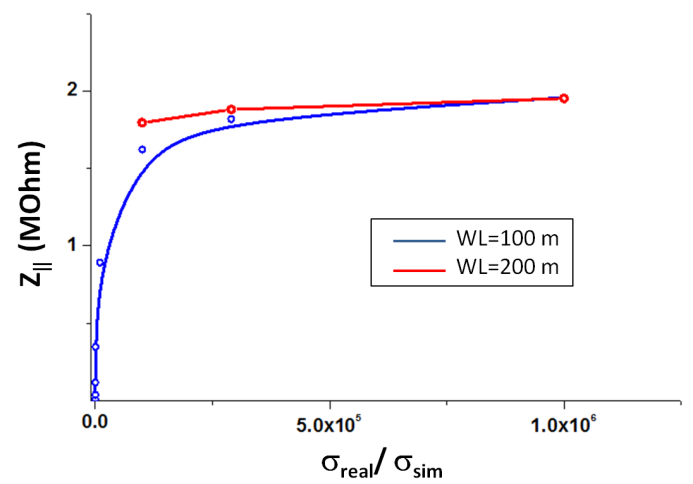 2
Z|| (MOhm)
WL=100 m
WL=200 m
1
0.0
5.0x10⁵
1.0x10⁶
σreal/ σsim